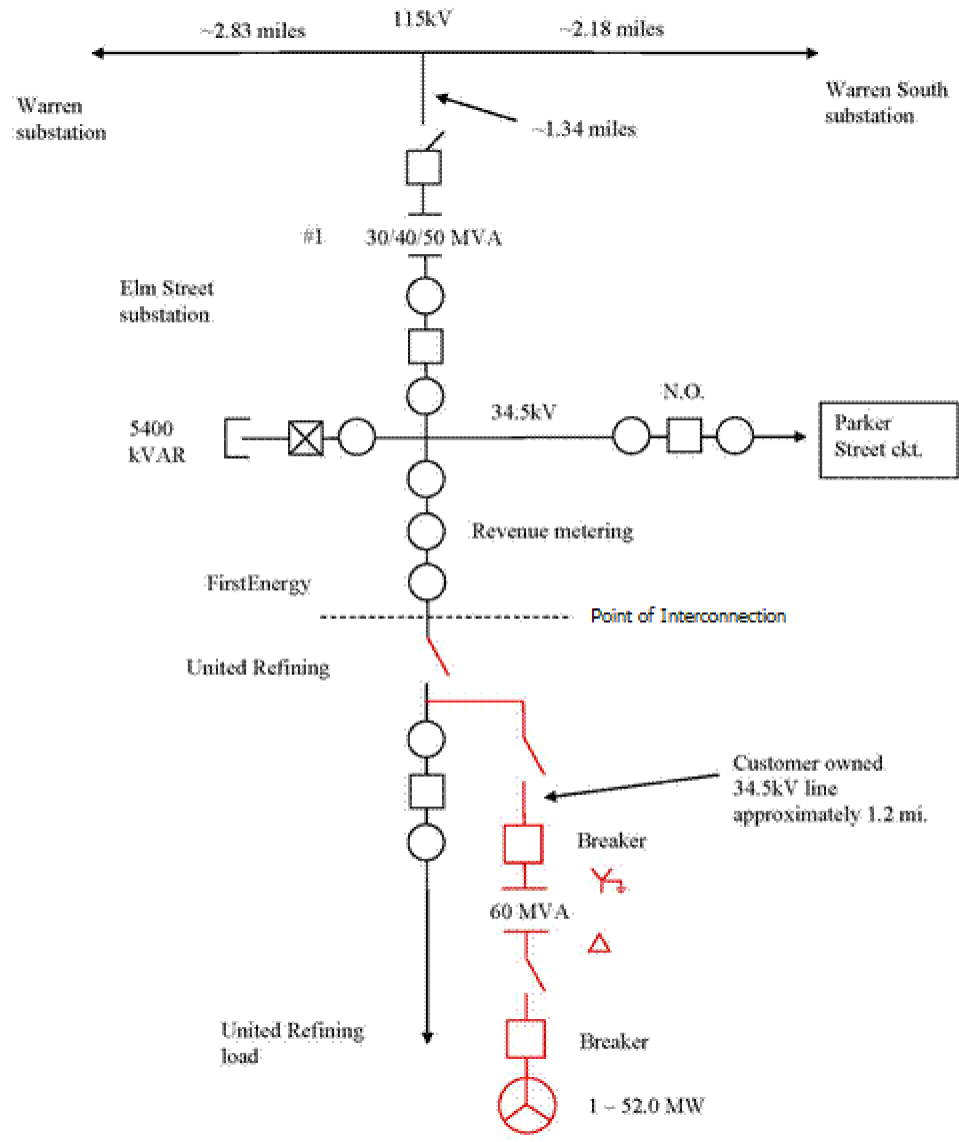 115kV
~2.83 miles
~2.18 miles
Warren
substation
Warren South
substation
~1.34 miles
#1
30/40/50 MVA
Elm Street
substation
N.O.
34.5kV
5400
kVAR
Parker
Street ckt.
Revenue metering
FirstEnergy
Point of Interconnection
United Refining
Customer owned
34.5kV line
approximately 1.2 mi.
Breaker
60 MVA
United Refining
load
Breaker
1 – 52.0 MW